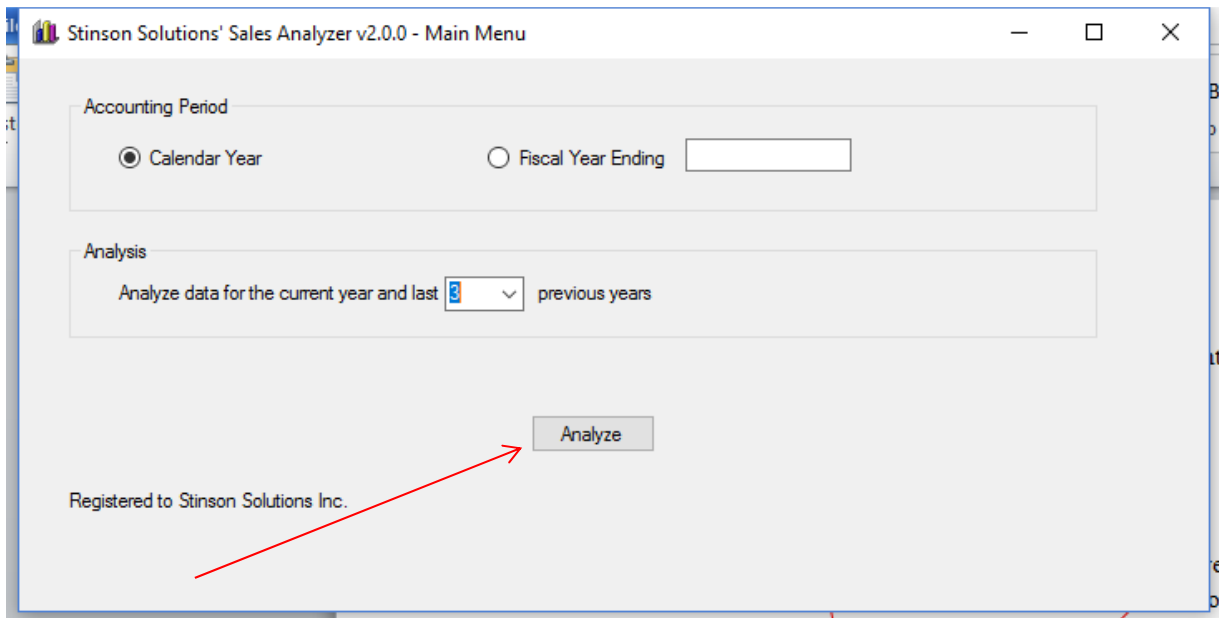 Stinson Solutions' Sales Analyzer v2.0.0 - Main Menu
Accounting Period
Calendar Year
Fiscal Year Ending
Analysis
Analyze data for the current year and last 3 previous years
Analyze
Registered to Stinson Solutions Inc.